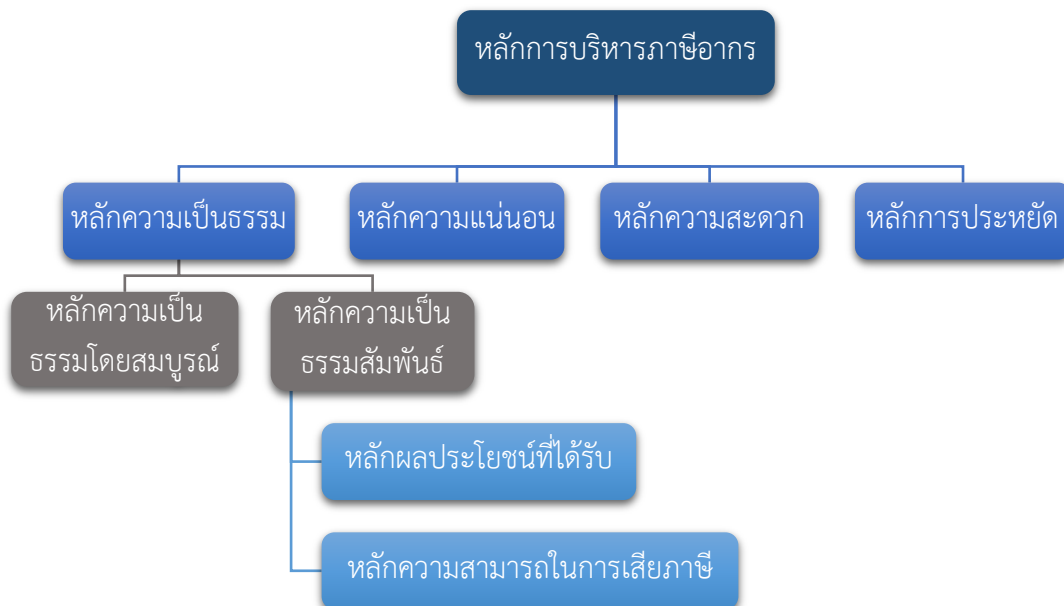 หลักการบริหารภาษีอากร
หลักความเป็นธรรม
หลักความแน่นอน
หลักความสะดวก
หลักการประหยัด
หลักความเป็น
ธรรมโดยสมบูรณ์
หลักความเป็น
ธรรมสัมพันธ์
หลักผลประโยชน์ที่ได้รับ
หลักความสามารถในการเสียภาษี